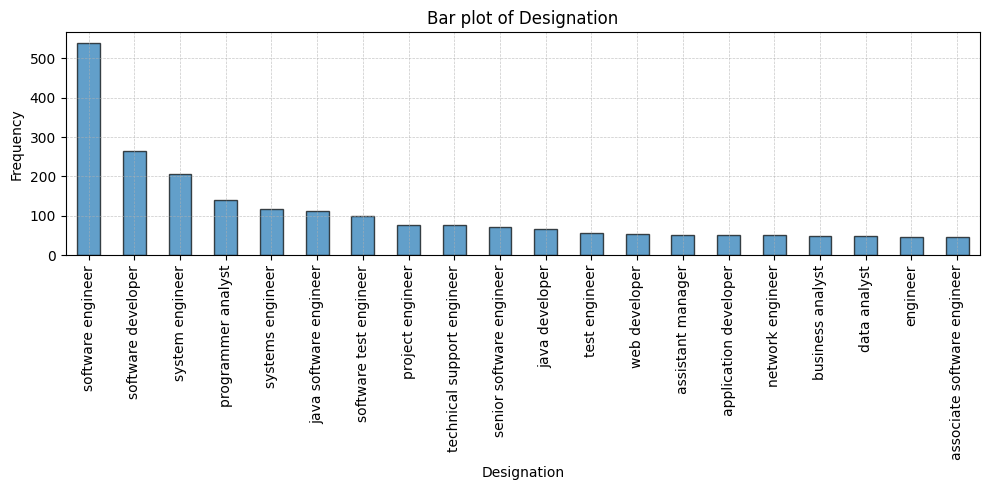 Bar plot of Designation
Frequency
500
400
300
200
100
0
software engineer
software developer
system engineer
programmer analyst
systems engineer
java software engineer
software test engineer
project engineer
technical support engineer
senior software engineer
java developer
test engineer
web developer
assistant manager
application developer
network engineer
business analyst
data analyst
engineer
associate software engineer
Designation